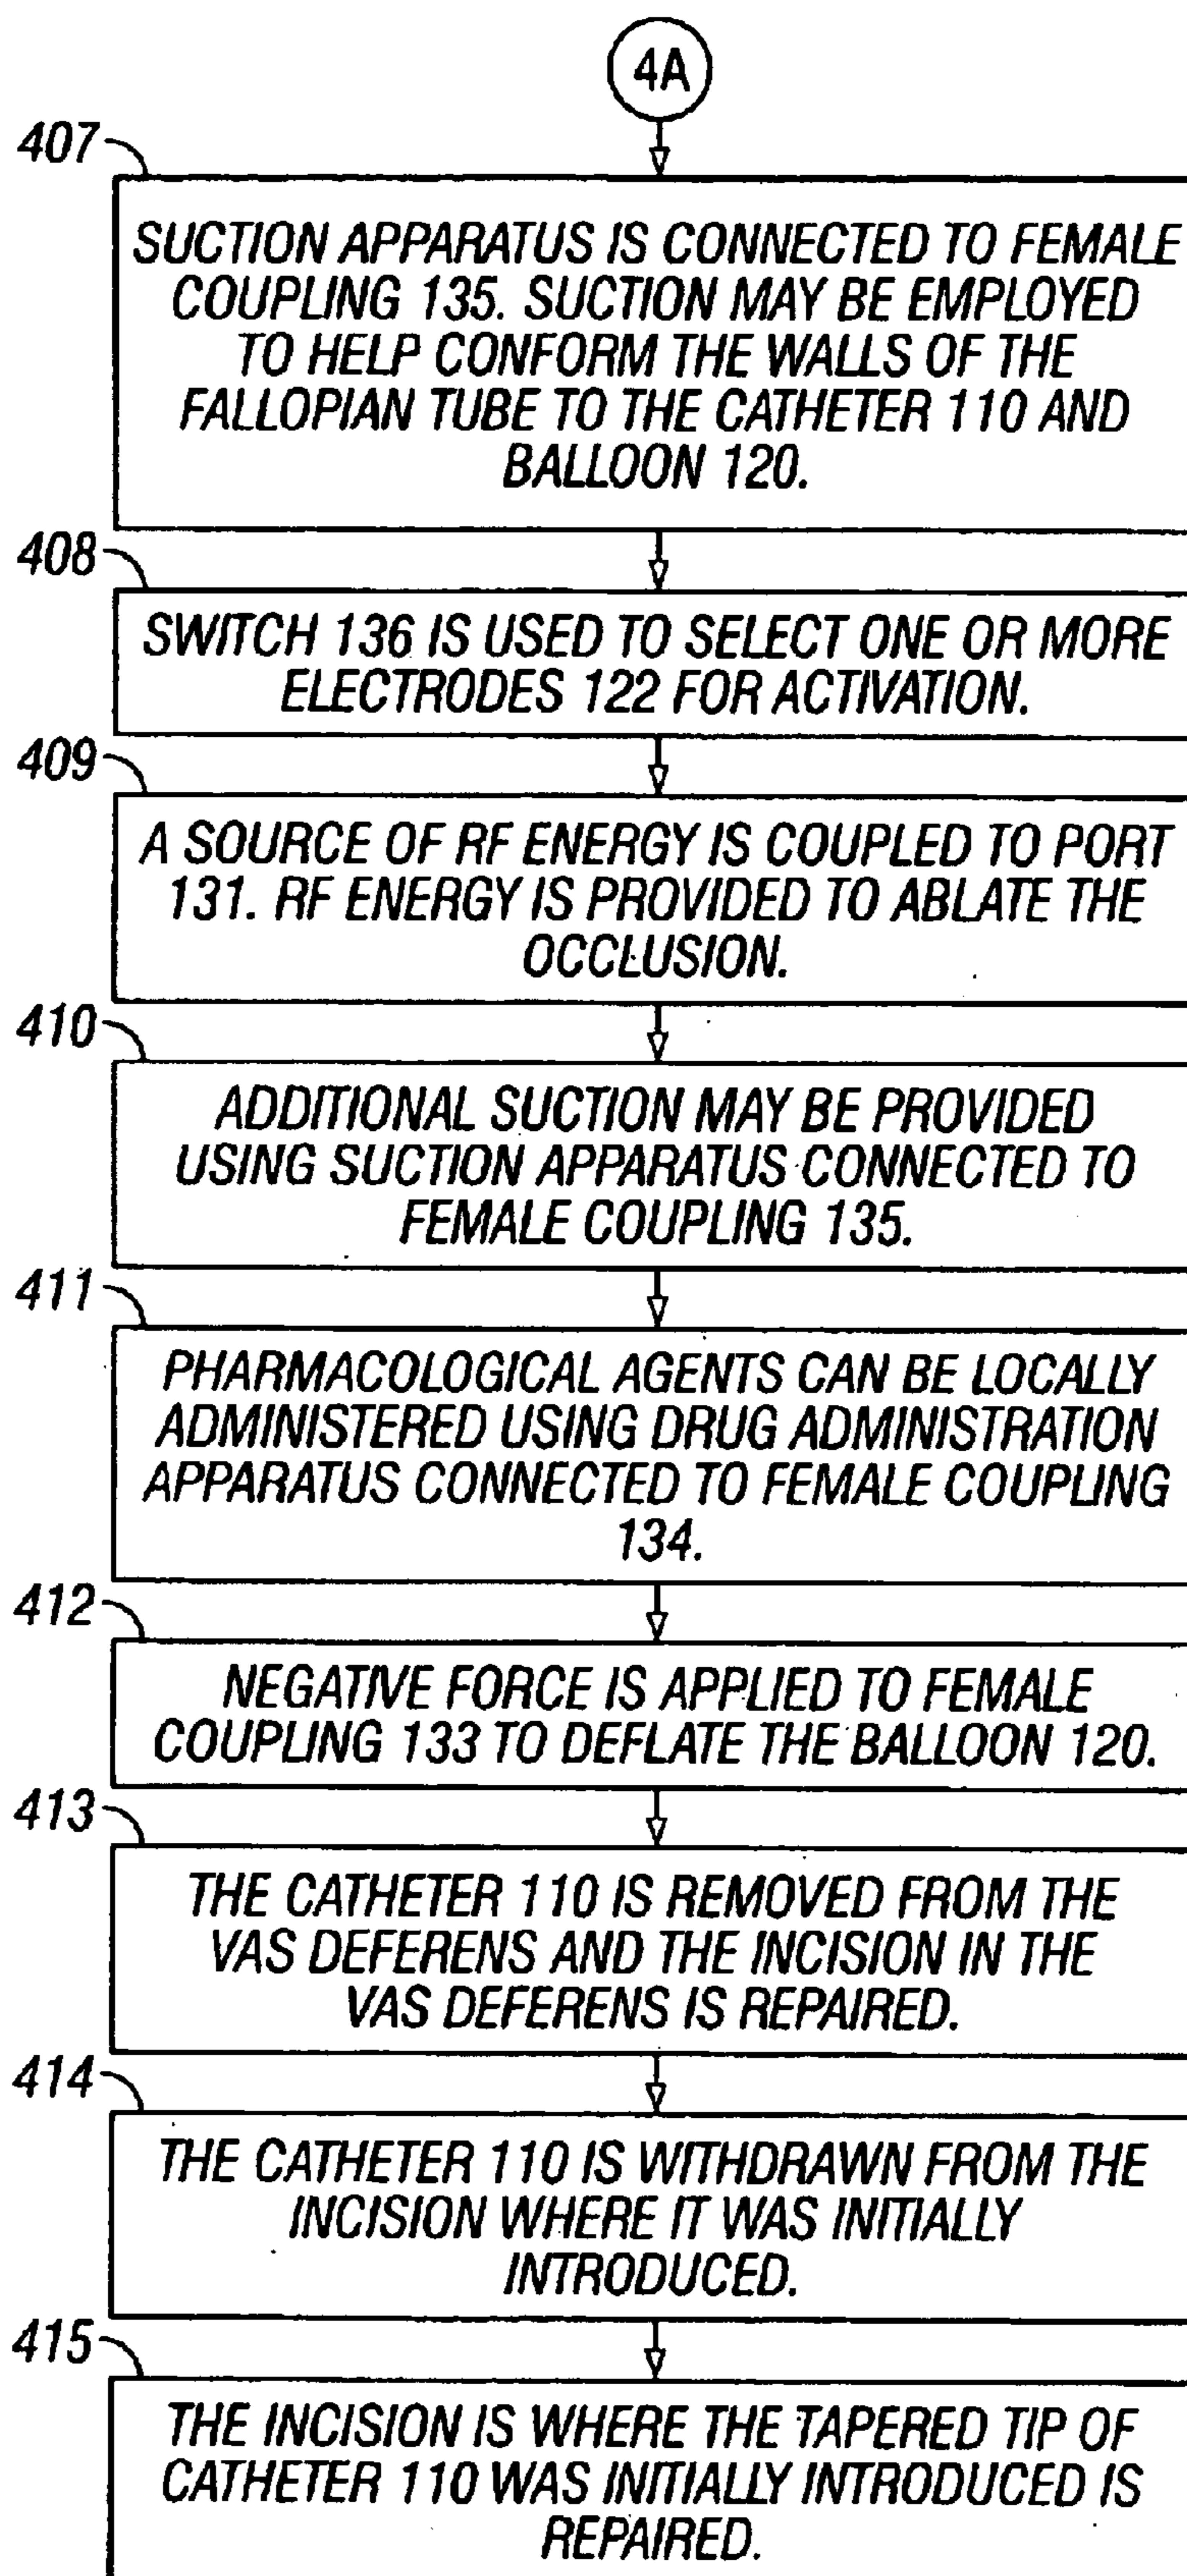 4A
407
SUCTION APPARATUS IS CONNECTED TO FEMALE
COUPLING 135. SUCTION MAY BE EMPLOYED
TO HELP CONFORM THE WALLS OF THE
FALLOPIAN TUBE TO THE CATHETER 110 AND
BALLOON 120.
408
SWITCH 136 IS USED TO SELECT ONE OR MORE
ELECTRODES 122 FOR ACTIVATION.
409
A SOURCE OF RF ENERGY IS COUPLED TO PORT
131. RF ENERGY IS PROVIDED TO ABLATE THE
OCCLUSION.
410
ADDITIONAL SUCTION MAY BE PROVIDED
USING SUCTION APPARATUS CONNECTED TO
FEMALE COUPLING 135.
411
PHARMACOLOGICAL AGENTS CAN BE LOCALLY
ADMINISTERED USING DRUG ADMINISTRATION
APPARATUS CONNECTED TO FEMALE COUPLING
134.
412
NEGATIVE FORCE IS APPLIED TO FEMALE
COUPLING 133 TO DEFLATE THE BALLOON 120.
413
THE CATHETER 110 IS REMOVED FROM THE
VAS DEFERENS AND THE INCISION IN THE
VAS DEFERENS IS REPAIRED.
414
THE CATHETER 110 IS WITHDRAWN FROM THE
INCISION WHERE IT WAS INITIALLY
INTRODUCED.
415
THE INCISION IS WHERE THE TAPERED TIP OF
CATHETER 110 WAS INITIALLY INTRODUCED IS
REPAIRED.